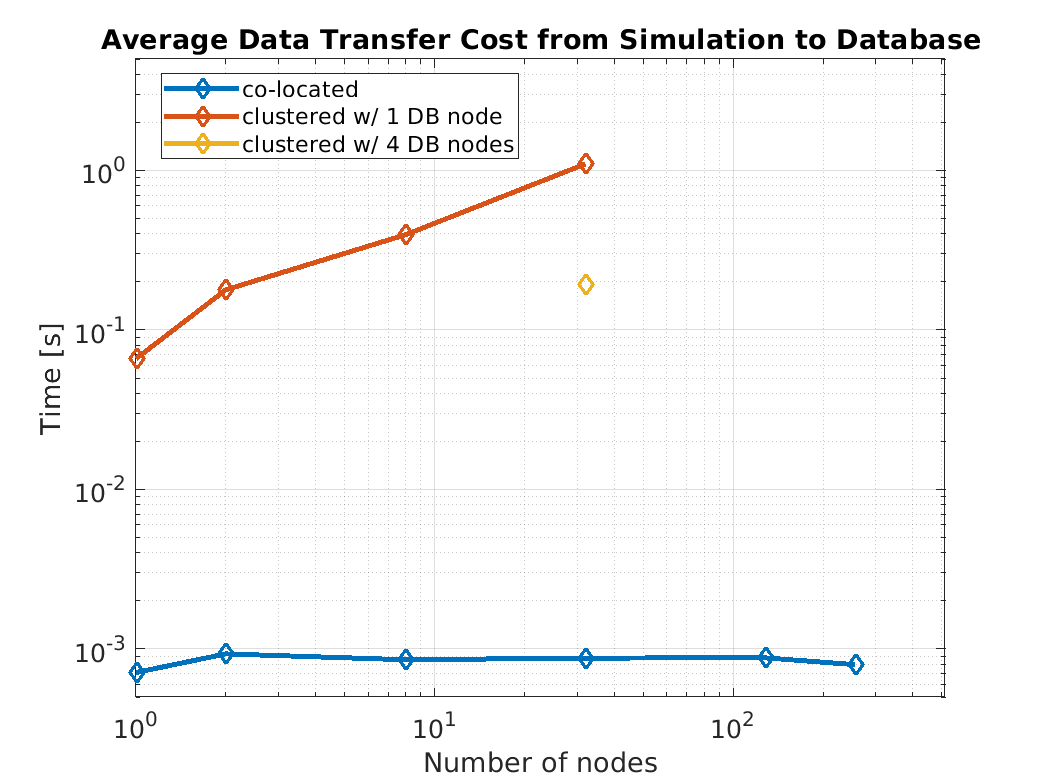 Average Data Transfer Cost from Simulation to Database
co-located
clustered w/ 1 DB node
clustered w/ 4 DB nodes
10^0
10^-1
10^-2
10^-3
Time [s]
10^0 10^1 10^2
Number of nodes